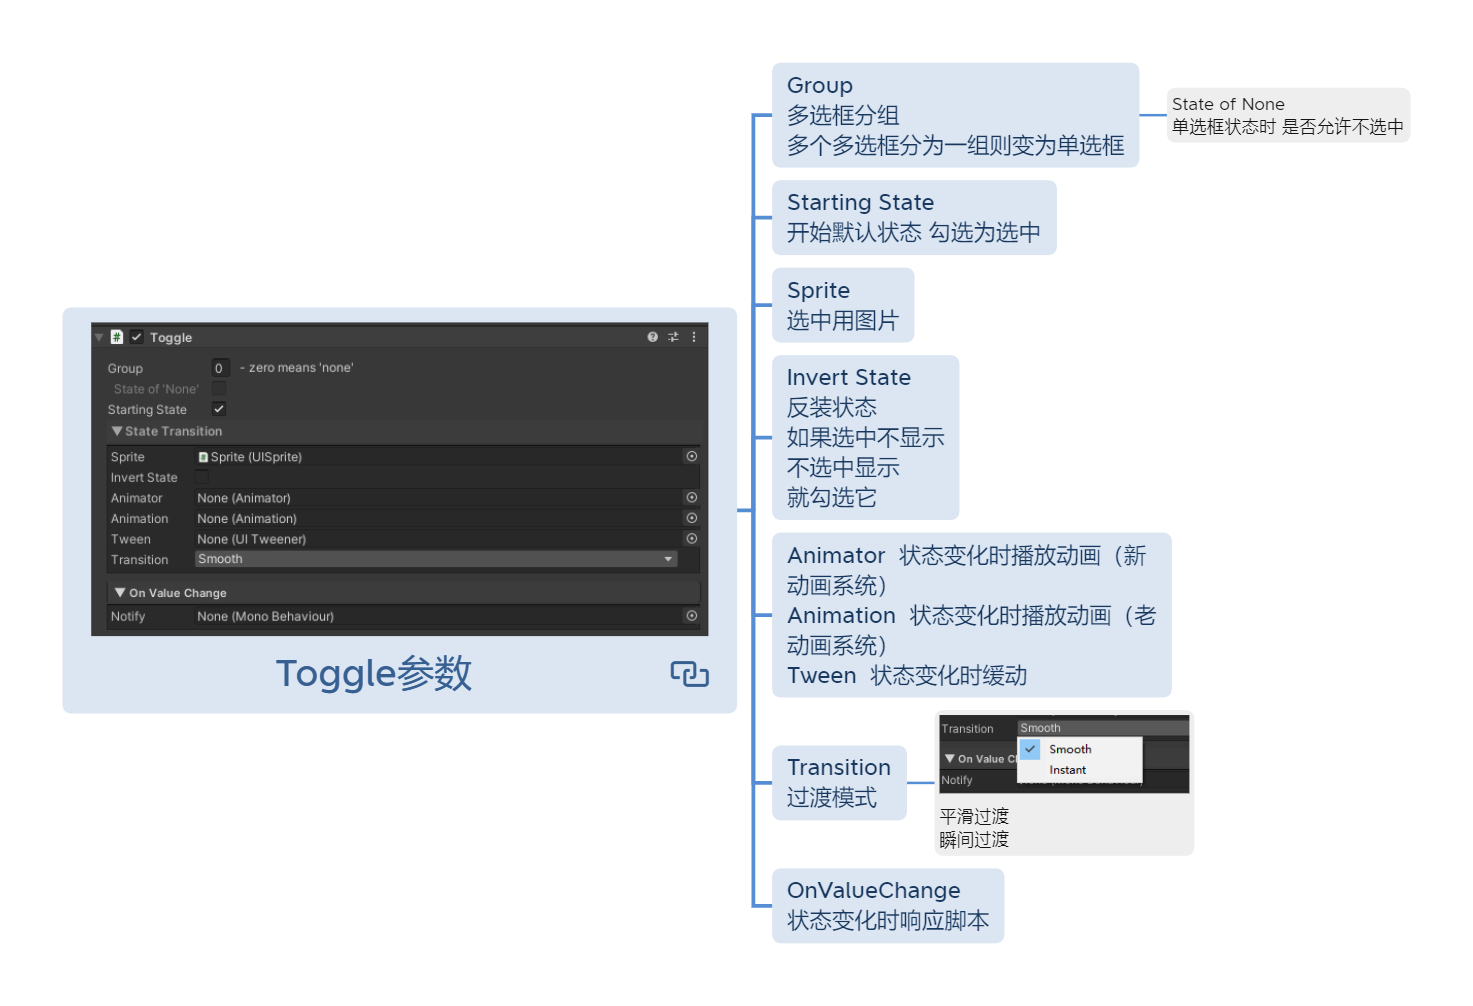 Toggle
Group 0 - zero means 'none'
State of 'None'
Starting State
State Transition
Sprite Sprite (UISprite)
Invert State
Animator None (Animator)
Animation None (Animation)
Tween None (UI Tweener)
Transition Smooth
On Value Change
Notify None (Mono Behaviour)
Toggle参数
Group
多选框分组
多个多选框分为一组则变为单选框
State of None
单选框状态时 是否允许不选中
Starting State
开始默认状态 勾选为选中
Sprite
选中用图片
Invert State
反装状态
如果选中不显示
不选中显示
就勾选它
Animator 状态变化时播放动画（新
动画系统）
Animation 状态变化时播放动画（老
动画系统）
Tween 状态变化时缓动
Transition
过渡模式
Transition Smooth
Smooth
On Value C
Instant
Notify
平滑过渡
瞬间过渡
OnValueChange
状态变化时响应脚本